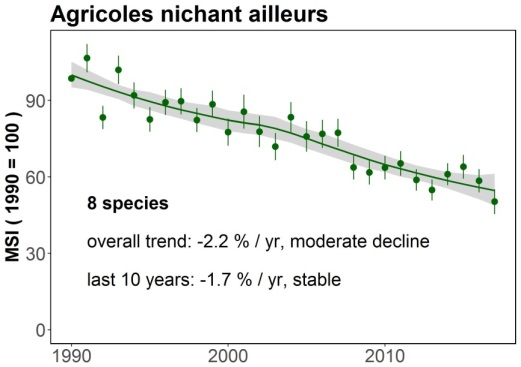 Agricoles nichant ailleurs
MSI ( 1990 = 100)
90
60
30
0
8 species
overall trend: -2.2 % / yr, moderate decline
last 10 years: -1.7 % / yr, stable
1990 2000 2010